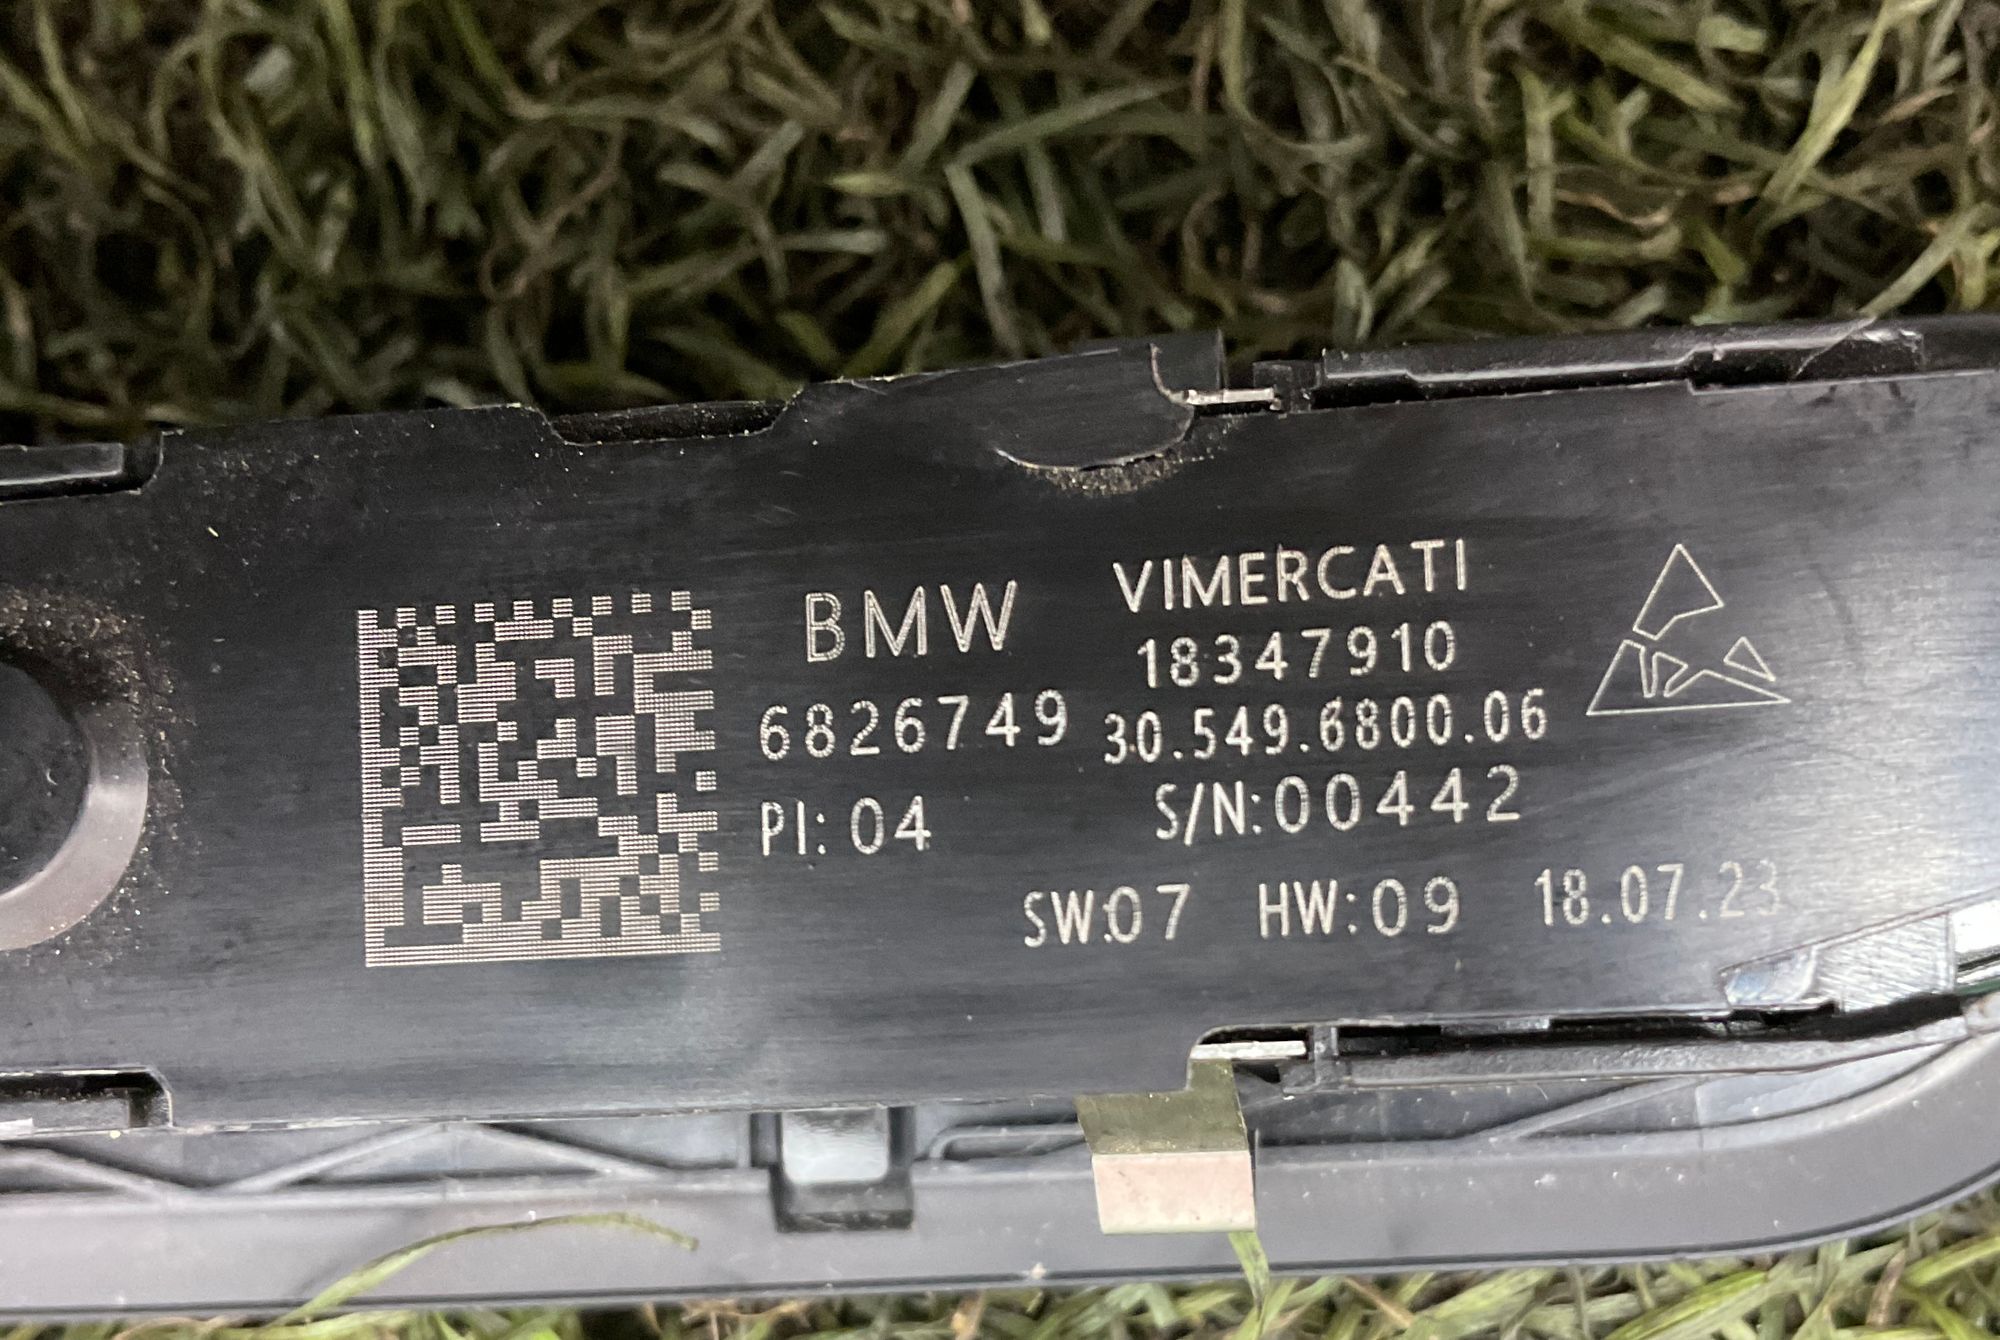 BMW
6826749
PI: 04
VIMERCATI
18347910
30.549.6800.06
S/N:00442
SW:07 HW:09 18.07.23